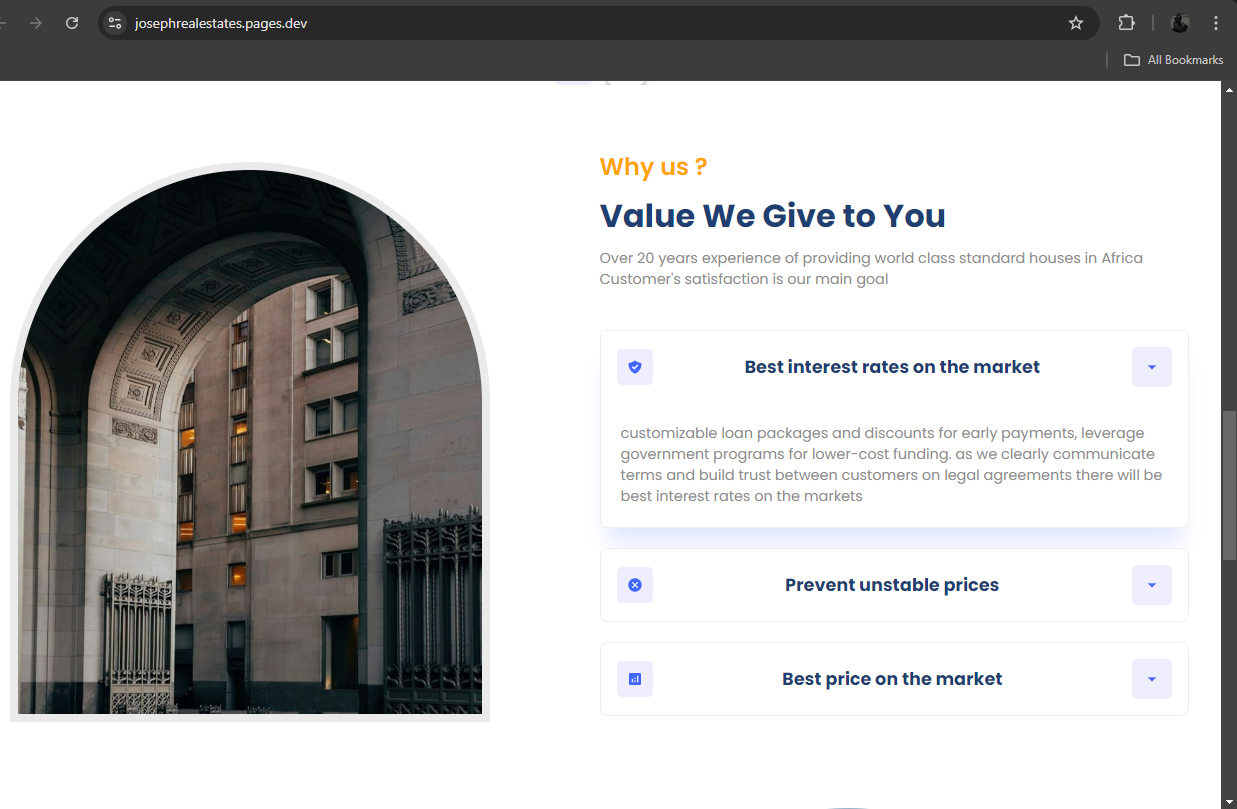 josephrealestates.pages.dev
All Bookmarks
Why us ?
Value We Give to You
Over 20 years experience of providing world class standard houses in Africa
Customer's satisfaction is our main goal
Best interest rates on the market
customizable loan packages and discounts for early payments, leverage
government programs for lower-cost funding. as we clearly communicate
terms and build trust between customers on legal agreements there will be
best interest rates on the markets
Prevent unstable prices
Best price on the market